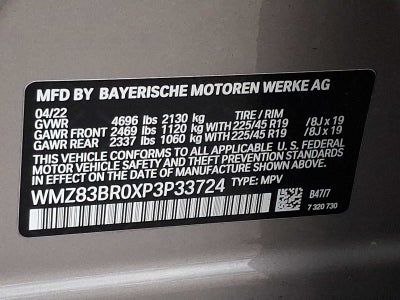 MFD BY BAYERISCHE MOTOREN WERKE AG
04/22 TIRE / RIM
GVWR 4696 lbs 2130 kg
GAWR FRONT 2469 lbs 1120 kg WITH 225/45 R19 /8J x 19
GAWR REAR 2337 lbs 1060 kg WITH 225/45 R19 /8J x 19
THIS VEHICLE CONFORMS TO ALL APPLICABLE U. S. FEDERAL
MOTOR VEHICLE SAFETY, BUMPER, AND THEFT PREVENTION
STANDARDS IN EFFECT ON THE DATE OF
MANUFACTURE SHOWN ABOVE.
WMZ83BR0XP3P33724 TYPE: MPV
B47/7
7 320 730